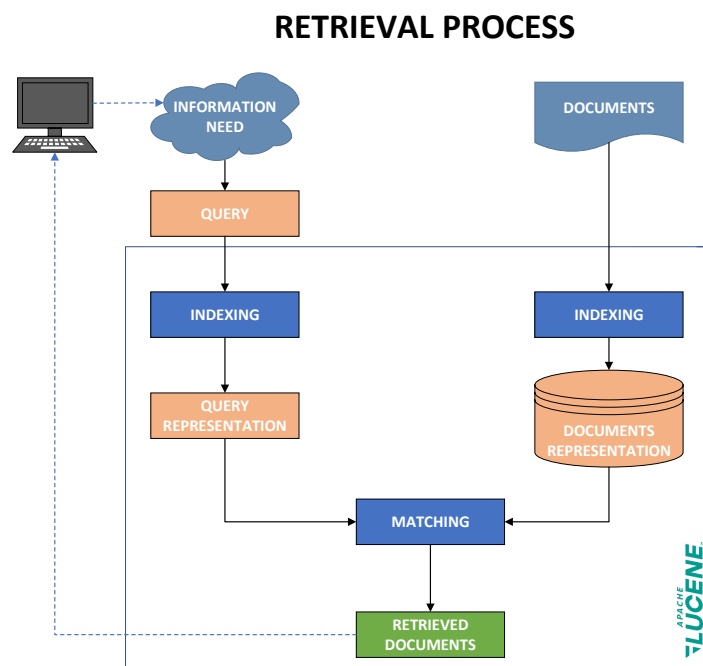 RETRIEVAL PROCESS
INFORMATION
NEED
DOCUMENTS
QUERY
INDEXING
INDEXING
QUERY
REPRESENTATION
DOCUMENTS
REPRESENTATION
MATCHING
RETRIEVED
DOCUMENTS
APACHE
LUCENE